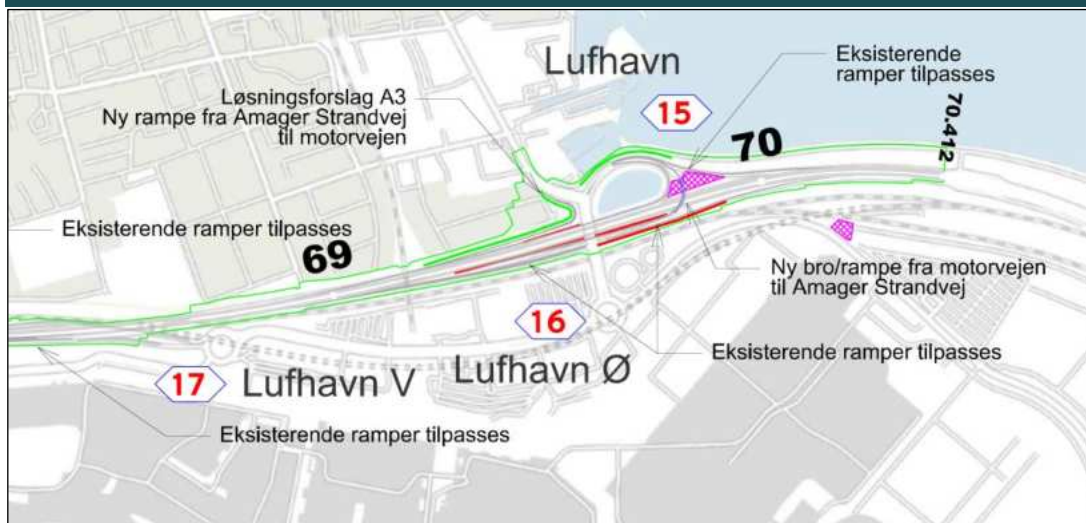 Lufhavn
Eksisterende
ramper tilpasses
Løsningsforslag A3
Ny rampe fra Amager Strandvej
til motorvejen
15
70
70.412
Eksisterende ramper tilpasses
69
Ny bro/rampe fra motorvejen
til Amager Strandvej
16
Eksisterende ramper tilpasses
17
Lufhavn V
Lufhavn Ø
Eksisterende ramper tilpasses